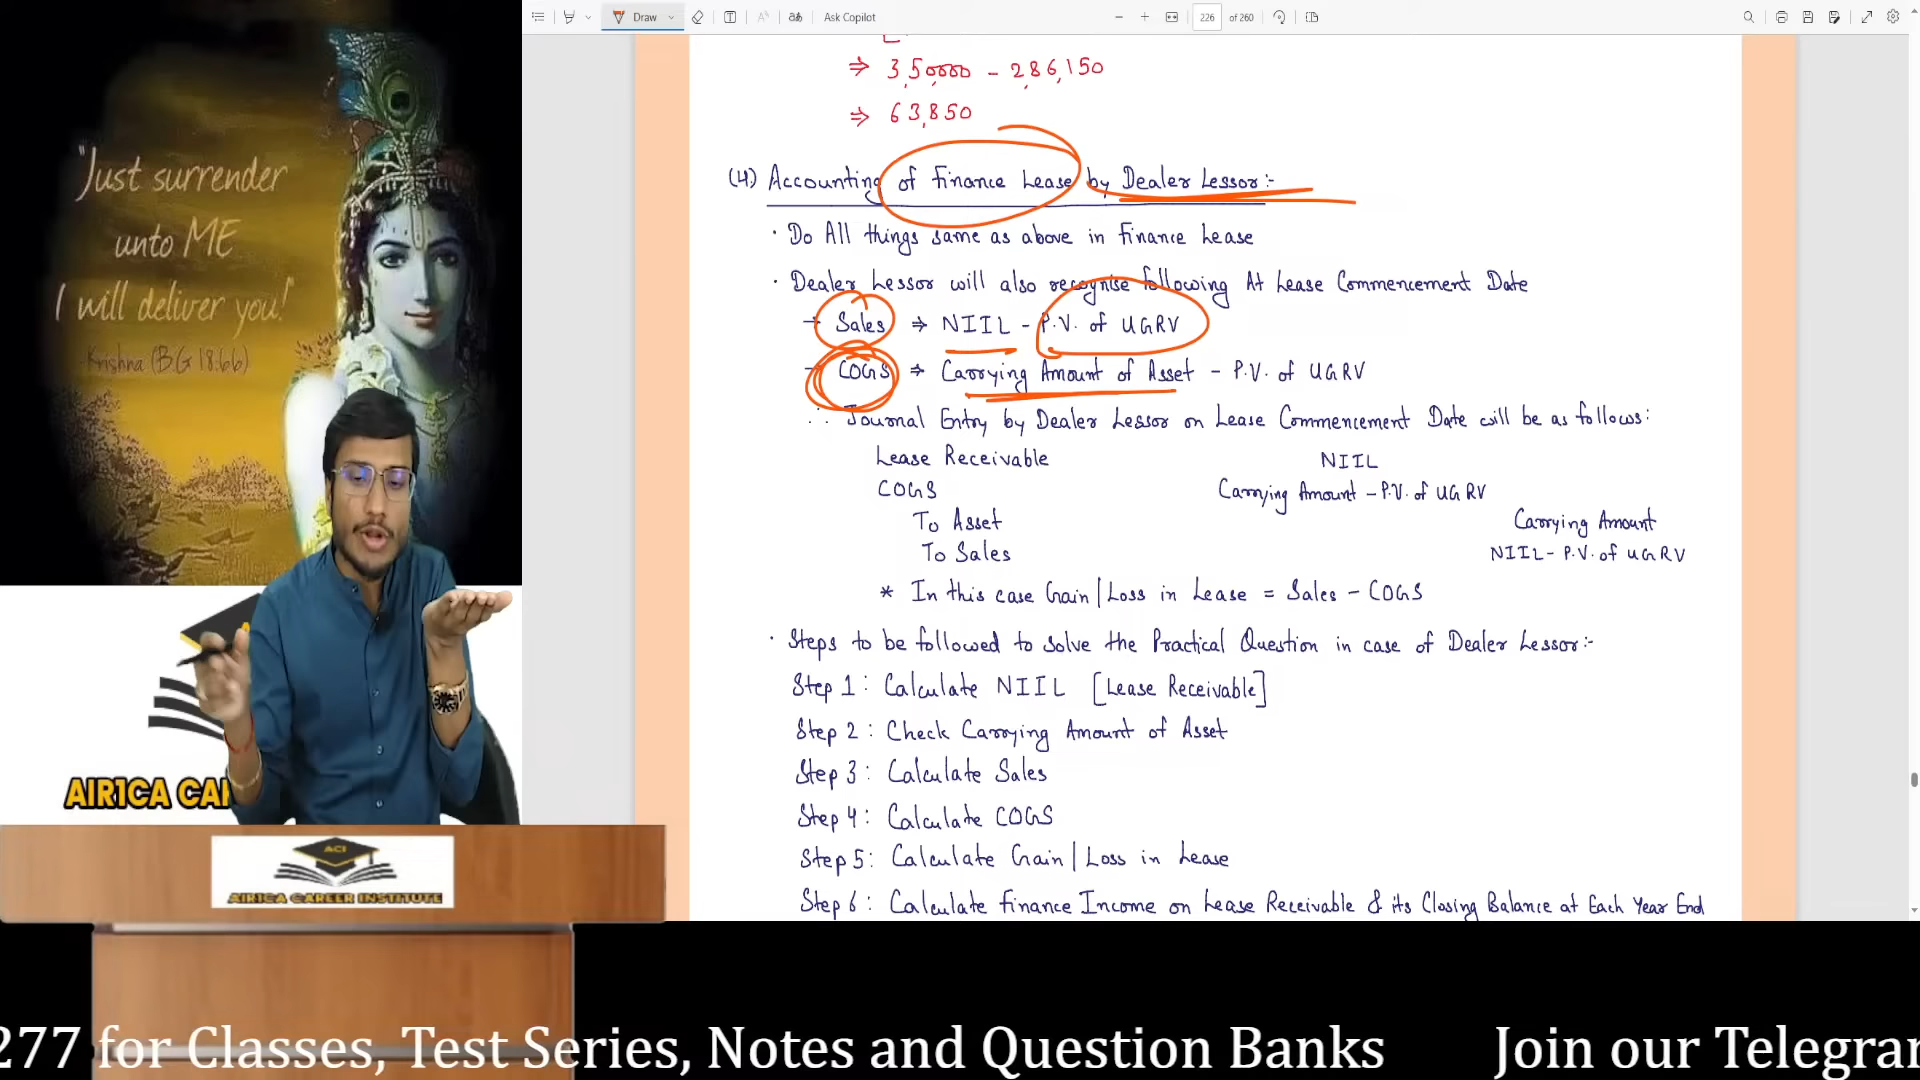 "Just surrender
unto ME
I will deliver you!"
-Krishna (B.G 18.66)
AIR1CA CA
ACI
AIR1CA CAREER INSTITUTE
Draw
Ask Copilot
226 of 260
⇒ 3,50,000 - 286,150
⇒ 63,850
(4) Accounting of Finance Lease by Dealer Lessor:-
· Do All things same as above in Finance Lease
· Dealer Lessor will also recognise following At Lease Commencement Date
→ Sales ⇒ NIIL - P.V. of UGRV
→ COGS ⇒ Carrying Amount of Asset - P.V. of UGRV
∴ Journal Entry by Dealer Lessor on Lease Commencement Date will be as follows:
Lease Receivable NIIL
COGS Carrying Amount - P.V. of UGRV
To Asset Carrying Amount
To Sales NIIL - P.V. of UGRV
* In this case Gain | Loss in Lease = Sales - COGS
· Steps to be followed to solve the Practical Question in case of Dealer Lessor:-
Step 1: Calculate NIIL [Lease Receivable]
Step 2: Check Carrying Amount of Asset
Step 3: Calculate Sales
Step 4: Calculate COGS
Step 5: Calculate Gain | Loss in Lease
Step 6: Calculate Finance Income on Lease Receivable & its Closing Balance at Each Year End
277 for Classes, Test Series, Notes and Question Banks Join our Telegra